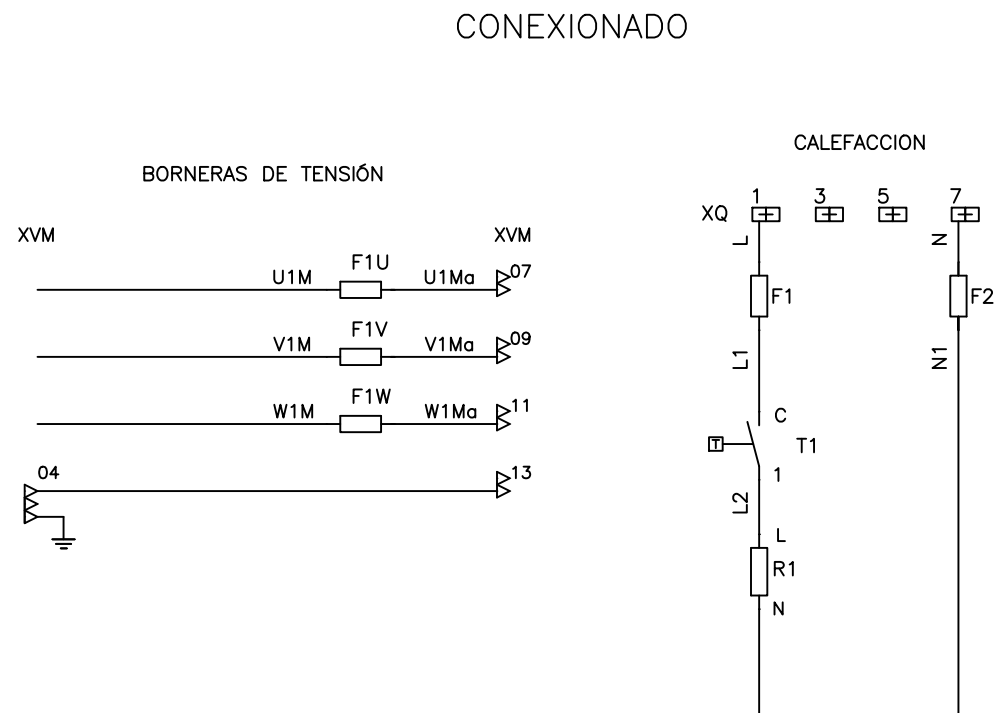 CONEXIONADO
BORNERAS DE TENSIÓN
XVM
XVM
U1M
F1U
U1Ma
07
V1M
F1V
V1Ma
09
W1M
F1W
W1Ma
11
04
13
CALEFACCION
XQ
1
3
5
7
L
N
F1
F2
L1
N1
C
T
T1
1
L2
L
R1
N